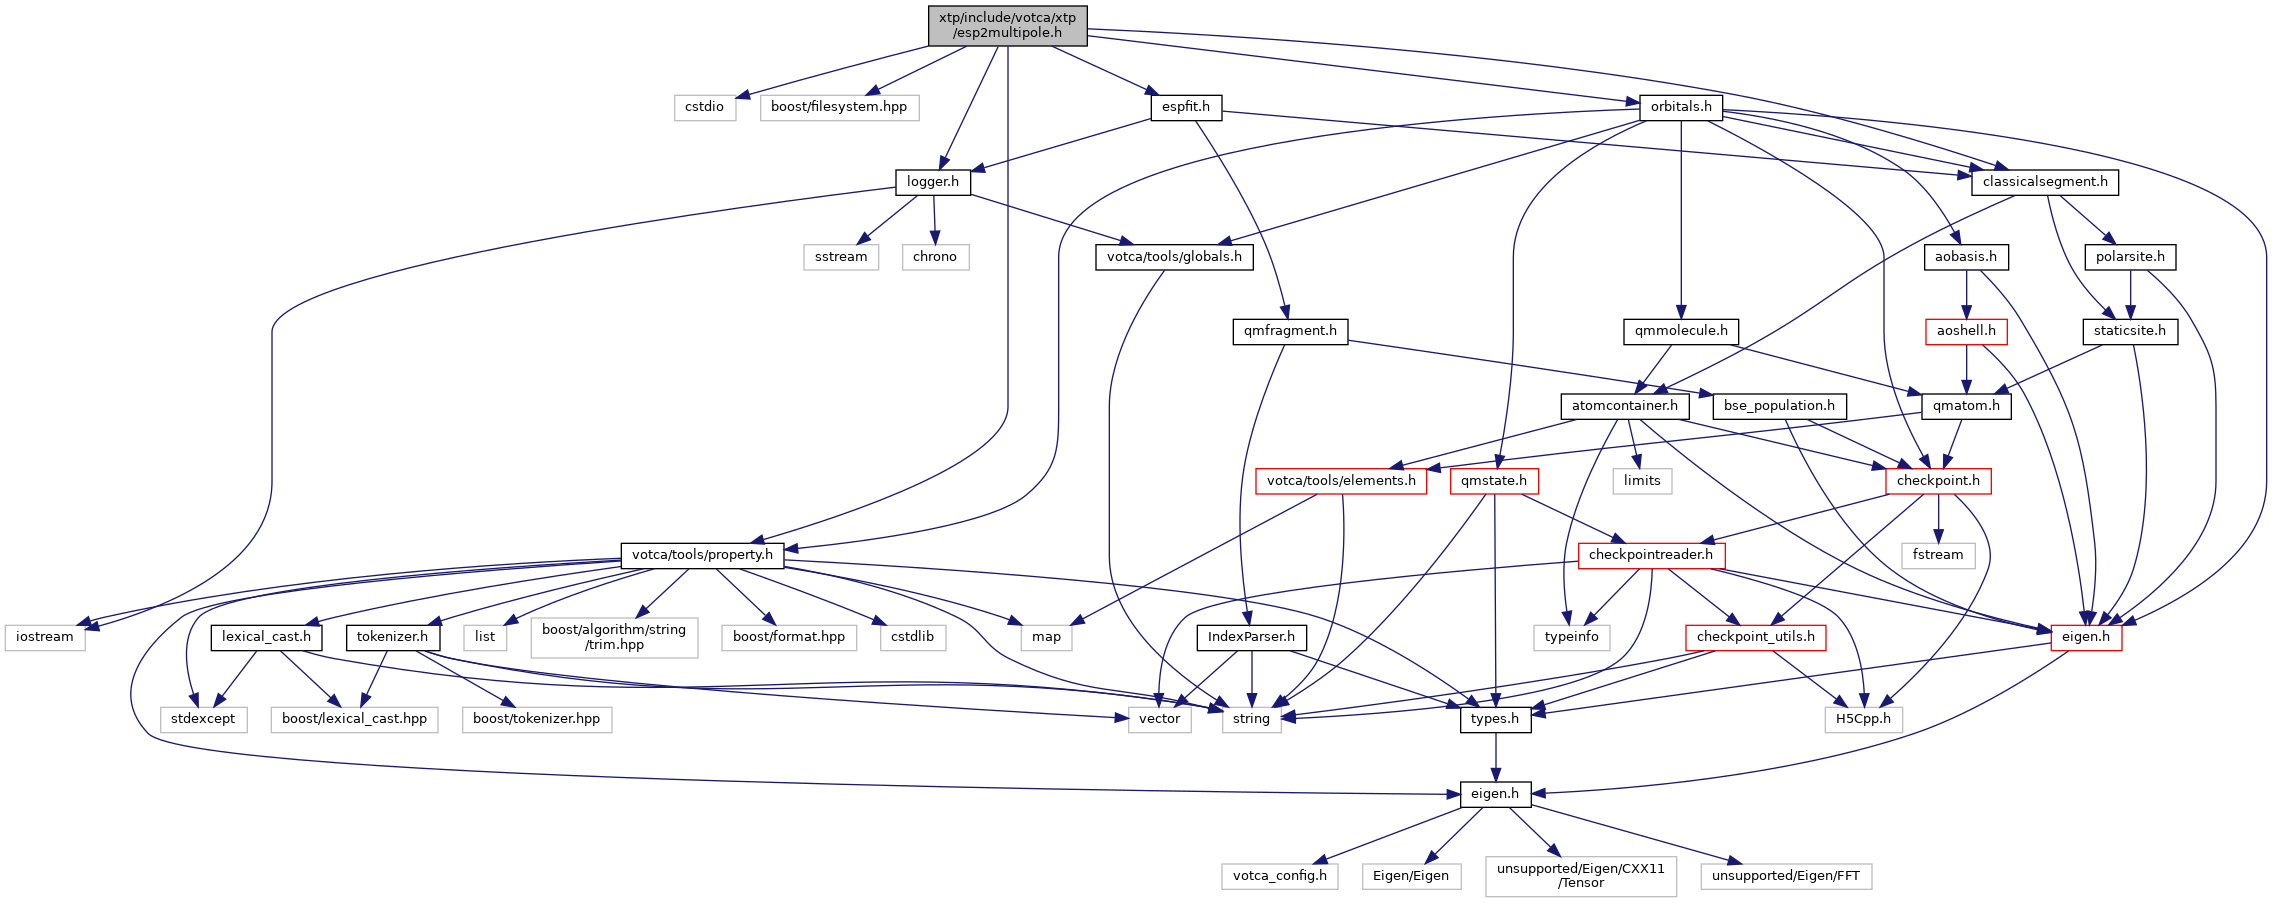 xtp/include/votca/xtp
/esp2multipole.h
cstdio
boost/filesystem.hpp
espfit.h
orbitals.h
logger.h
classicalsegment.h
sstream
chrono
votca/tools/globals.h
aobasis.h
polarsite.h
qmfragment.h
qmmolecule.h
aoshell.h
staticsite.h
atomcontainer.h
bse_population.h
qmatom.h
votca/tools/elements.h
qmstate.h
limits
checkpoint.h
votca/tools/property.h
checkpointreader.h
fstream
iostream
lexical_cast.h
tokenizer.h
list
boost/algorithm/string
/trim.hpp
boost/format.hpp
cstdlib
map
IndexParser.h
typeinfo
checkpoint_utils.h
eigen.h
stdexcept
boost/lexical_cast.hpp
boost/tokenizer.hpp
vector
string
types.h
H5Cpp.h
eigen.h
votca_config.h
Eigen/Eigen
unsupported/Eigen/CXX11
/Tensor
unsupported/Eigen/FFT